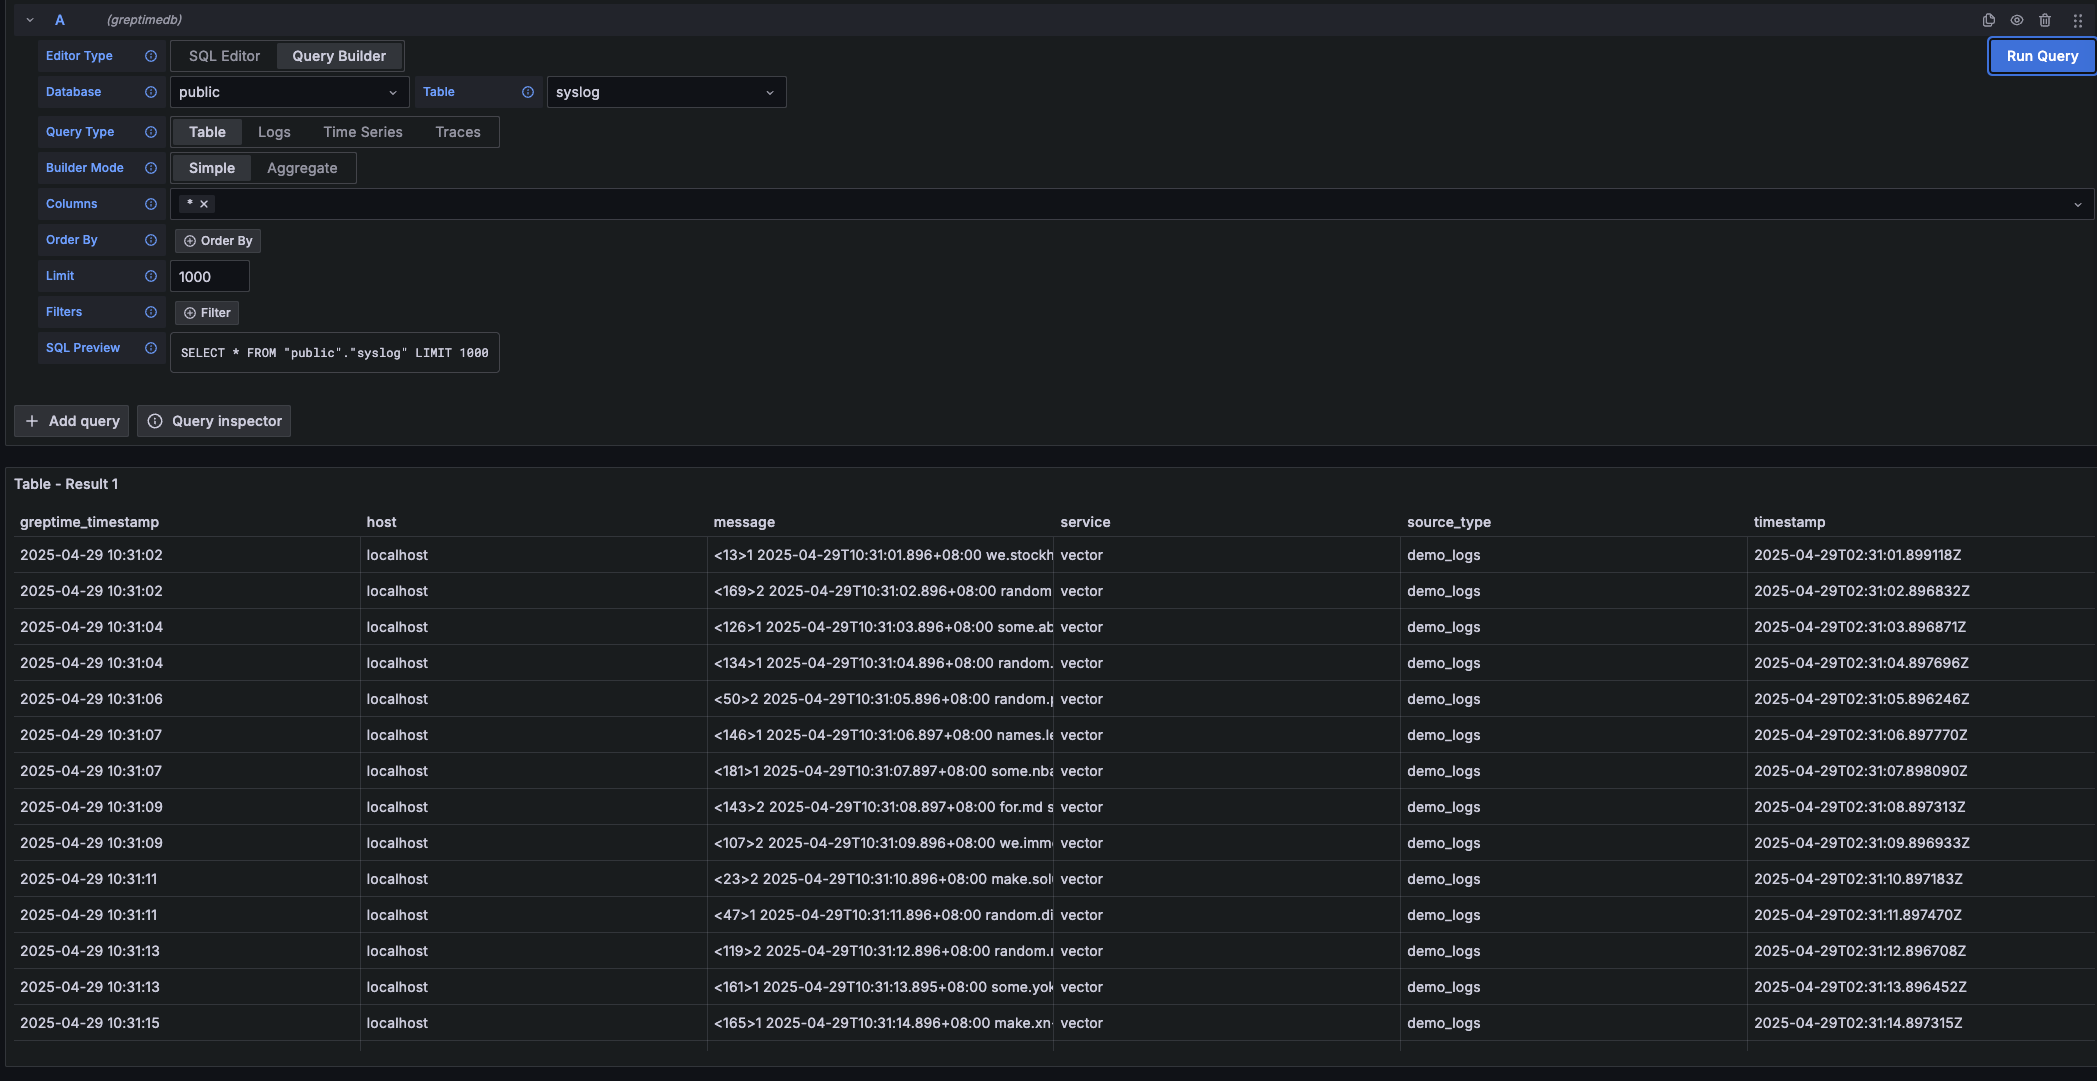 A (greptimedb)
Editor Type SQL Editor Query Builder Run Query
Database public Table syslog
Query Type Table Logs Time Series Traces
Builder Mode Simple Aggregate
Columns * ×
Order By Order By
Limit 1000
Filters Filter
SQL Preview SELECT * FROM "public"."syslog" LIMIT 1000
+ Add query Query inspector
Table - Result 1
greptime_timestamp host message service source_type timestamp
2025-04-29 10:31:02 localhost <13>1 2025-04-29T10:31:01.896+08:00 we.stockh vector demo_logs 2025-04-29T02:31:01.899118Z
2025-04-29 10:31:02 localhost <169>2 2025-04-29T10:31:02.896+08:00 random vector demo_logs 2025-04-29T02:31:02.896832Z
2025-04-29 10:31:04 localhost <126>1 2025-04-29T10:31:03.896+08:00 some.ab vector demo_logs 2025-04-29T02:31:03.896871Z
2025-04-29 10:31:04 localhost <134>1 2025-04-29T10:31:04.896+08:00 random. vector demo_logs 2025-04-29T02:31:04.897696Z
2025-04-29 10:31:06 localhost <50>2 2025-04-29T10:31:05.896+08:00 random.p vector demo_logs 2025-04-29T02:31:05.896246Z
2025-04-29 10:31:07 localhost <146>1 2025-04-29T10:31:06.897+08:00 names.le vector demo_logs 2025-04-29T02:31:06.897770Z
2025-04-29 10:31:07 localhost <181>1 2025-04-29T10:31:07.897+08:00 some.nba vector demo_logs 2025-04-29T02:31:07.898090Z
2025-04-29 10:31:09 localhost <143>2 2025-04-29T10:31:08.897+08:00 for.md s vector demo_logs 2025-04-29T02:31:08.897313Z
2025-04-29 10:31:09 localhost <107>2 2025-04-29T10:31:09.896+08:00 we.imm vector demo_logs 2025-04-29T02:31:09.896933Z
2025-04-29 10:31:11 localhost <23>2 2025-04-29T10:31:10.896+08:00 make.sol vector demo_logs 2025-04-29T02:31:10.897183Z
2025-04-29 10:31:11 localhost <47>1 2025-04-29T10:31:11.896+08:00 random.di vector demo_logs 2025-04-29T02:31:11.897470Z
2025-04-29 10:31:13 localhost <119>2 2025-04-29T10:31:12.896+08:00 random. vector demo_logs 2025-04-29T02:31:12.896708Z
2025-04-29 10:31:13 localhost <161>1 2025-04-29T10:31:13.895+08:00 some.yok vector demo_logs 2025-04-29T02:31:13.896452Z
2025-04-29 10:31:15 localhost <165>1 2025-04-29T10:31:14.896+08:00 make.xn- vector demo_logs 2025-04-29T02:31:14.897315Z